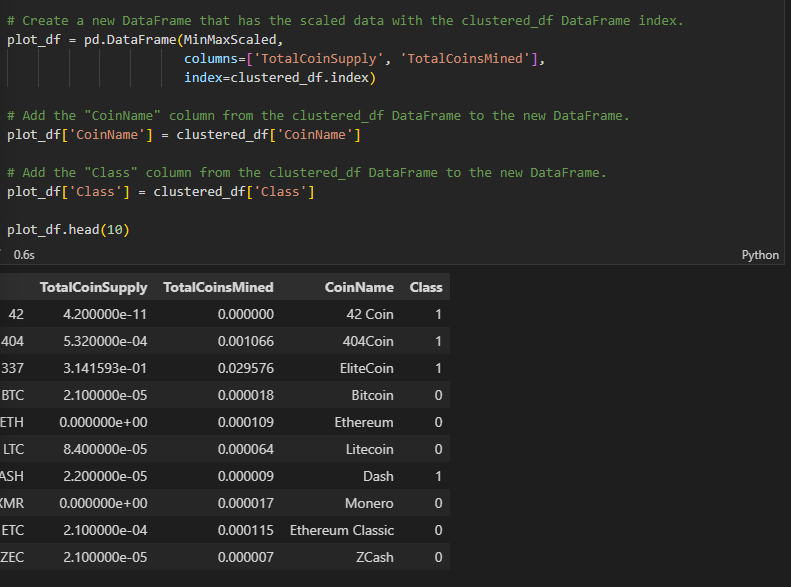 # Create a new DataFrame that has the scaled data with the clustered_df DataFrame index.
plot_df = pd.DataFrame(MinMaxScaled,
columns=['TotalCoinSupply', 'TotalCoinsMined'],
index=clustered_df.index)
# Add the "CoinName" column from the clustered_df DataFrame to the new DataFrame.
plot_df['CoinName'] = clustered_df['CoinName']
# Add the "Class" column from the clustered_df DataFrame to the new DataFrame.
plot_df['Class'] = clustered_df['Class']
plot_df.head(10)
0.6s Python
TotalCoinSupply TotalCoinsMined CoinName Class
42 4.200000e-11 0.000000 42 Coin 1
404 5.320000e-04 0.001066 404Coin 1
337 3.141593e-01 0.029576 EliteCoin 1
BTC 2.100000e-05 0.000018 Bitcoin 0
ETH 0.000000e+00 0.000109 Ethereum 0
LTC 8.400000e-05 0.000064 Litecoin 0
ASH 2.200000e-05 0.000009 Dash 1
XMR 0.000000e+00 0.000017 Monero 0
ETC 2.100000e-04 0.000115 Ethereum Classic 0
ZEC 2.100000e-05 0.000007 ZCash 0